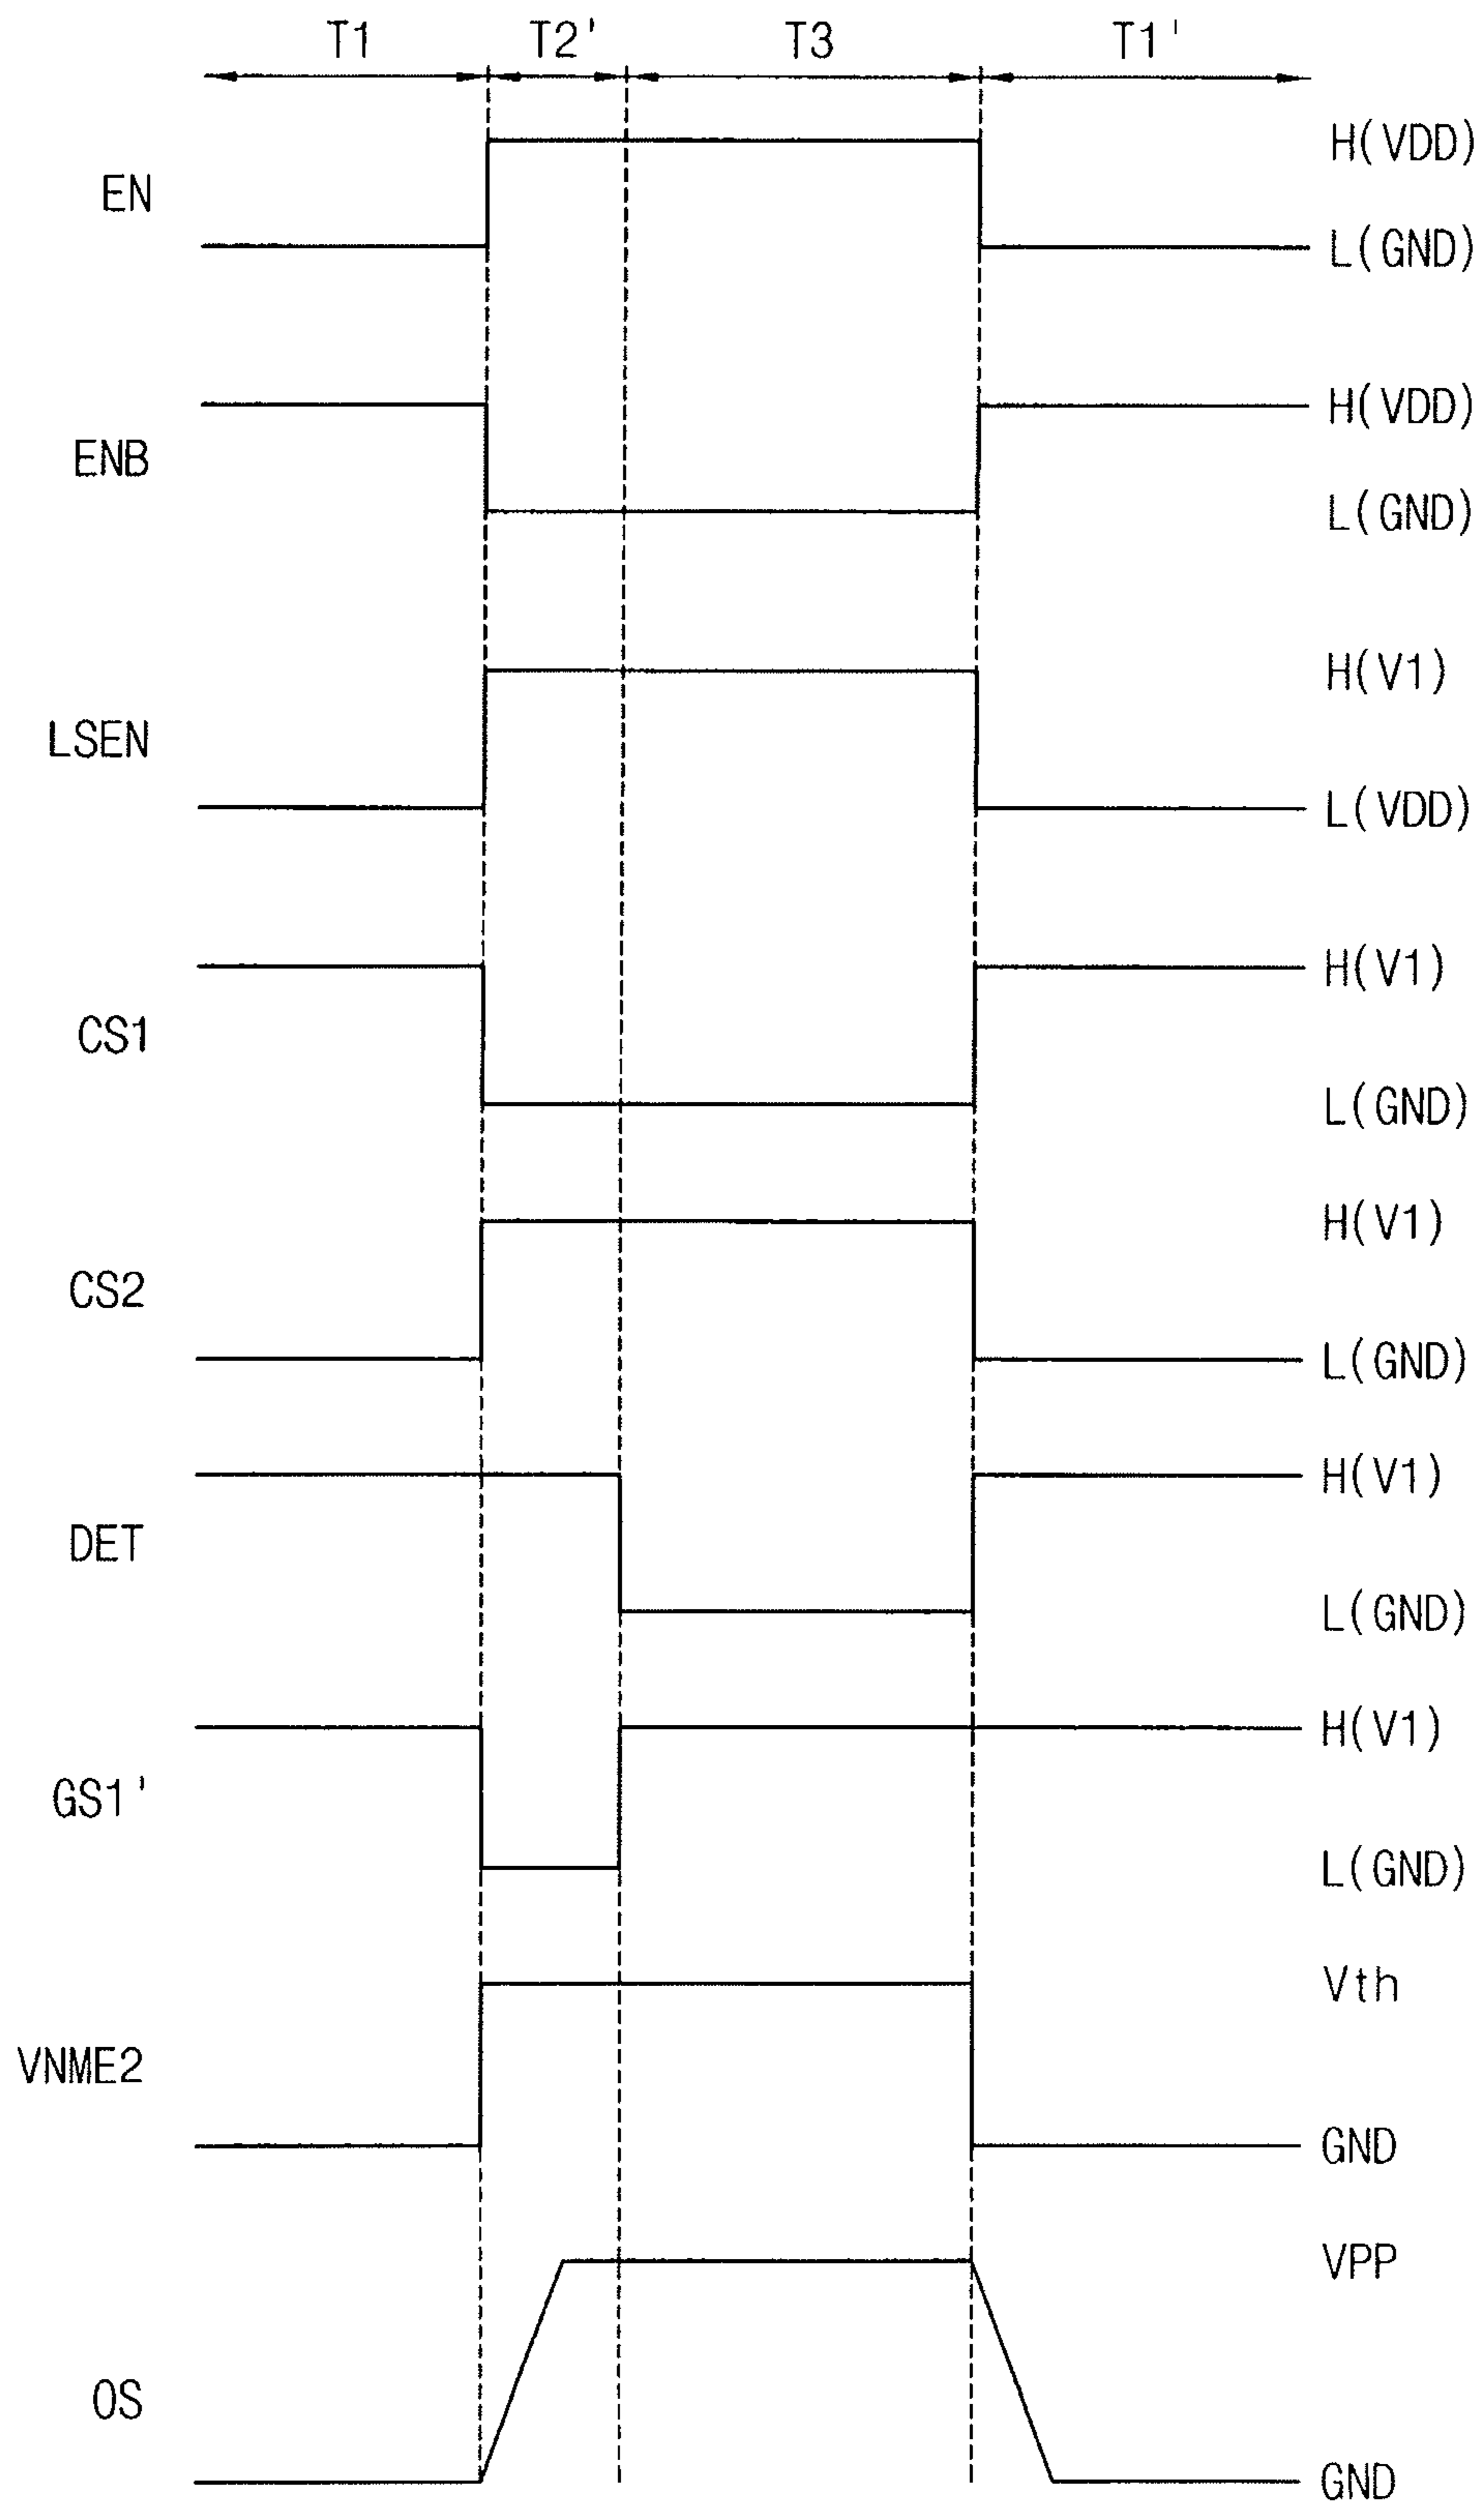 T1 T2' T3 T1'
H(VDD)
EN
L(GND)
H(VDD)
ENB
L(GND)
H(V1)
LSEN
L(VDD)
H(V1)
CS1
L(GND)
H(V1)
CS2
L(GND)
H(V1)
DET
L(GND)
H(V1)
GS1'
L(GND)
Vth
VNME2
GND
VPP
OS
GND